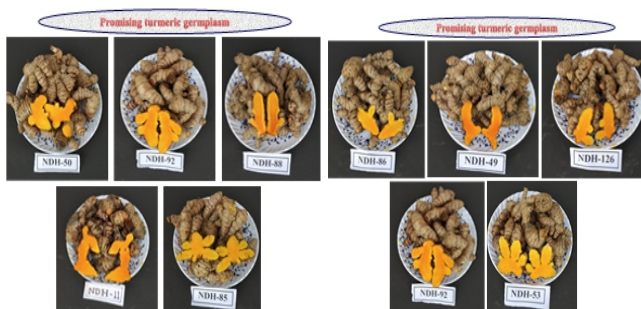 Promising turmeric germplasm
NDH-50
NDH-92
NDH-88
NDH-11
NDH-85
Promising turmeric germplasm
NDH-86
NDH-49
NDH-126
NDH-92
NDH-53